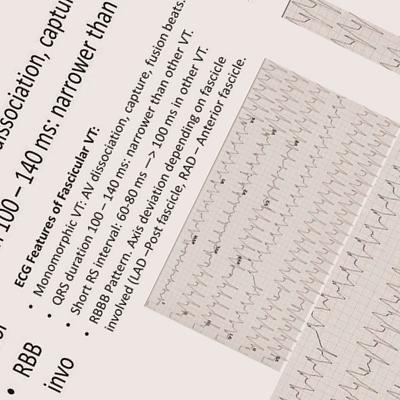 dissociation, captu
100 – 140 ms: narrower than
RBB
invo
ECG Features of Fascicular VT:
• Monomorphic VT: AV dissociation, capture, fusion beats.
• QRS duration 100 – 140 ms: narrower than other VT.
• Short RS interval: 60-80 ms –> 100 ms in other VT.
• RBBB Pattern. Axis deviation depending on fascicle
involved (LAD –Post fascicle, RAD – Anterior fascicle.